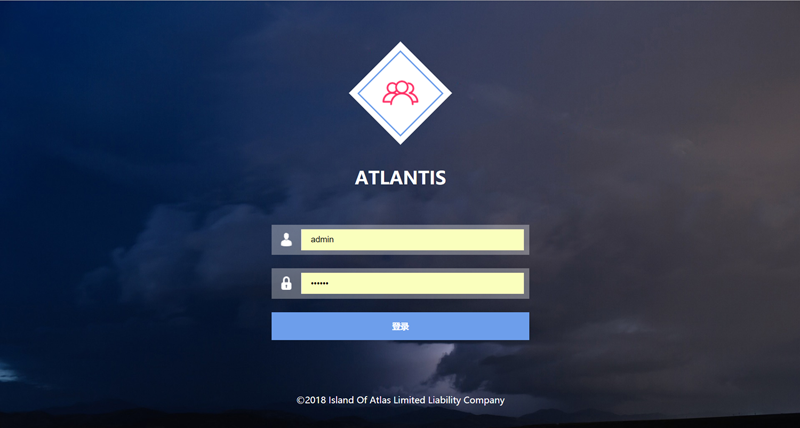 ATLANTIS
admin
••••••
登录
©2018 Island Of Atlas Limited Liability Company